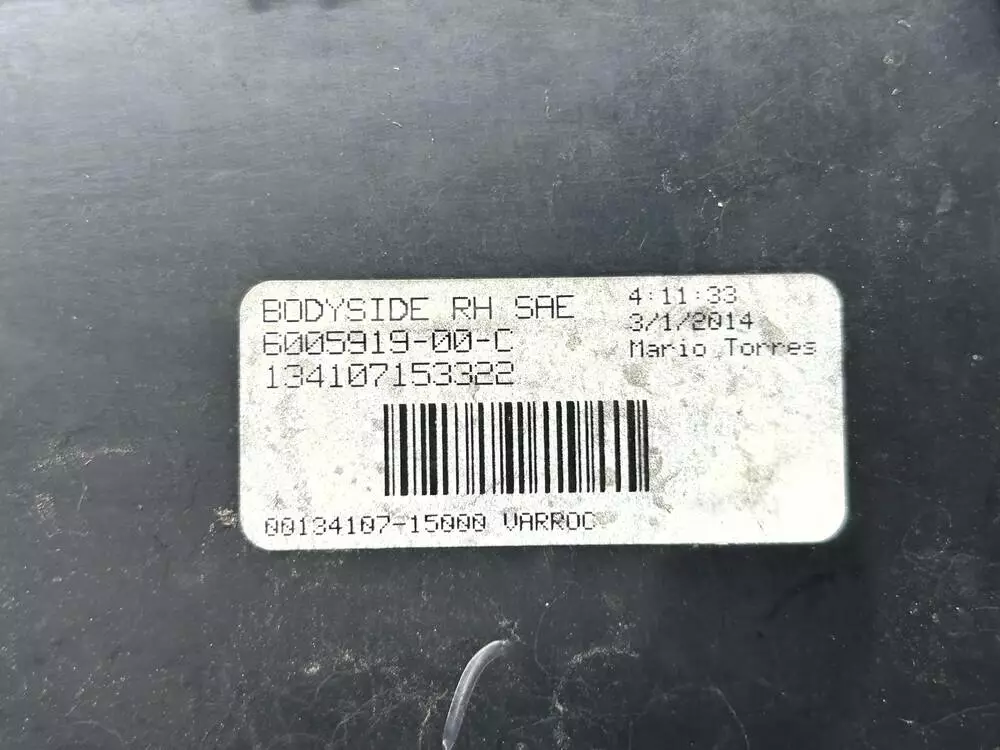 BODYSIDE RH SAE
6005919-00-C
134107153322
4:11:33
3/1/2014
Mario Torres
00134107-15000 VARROC